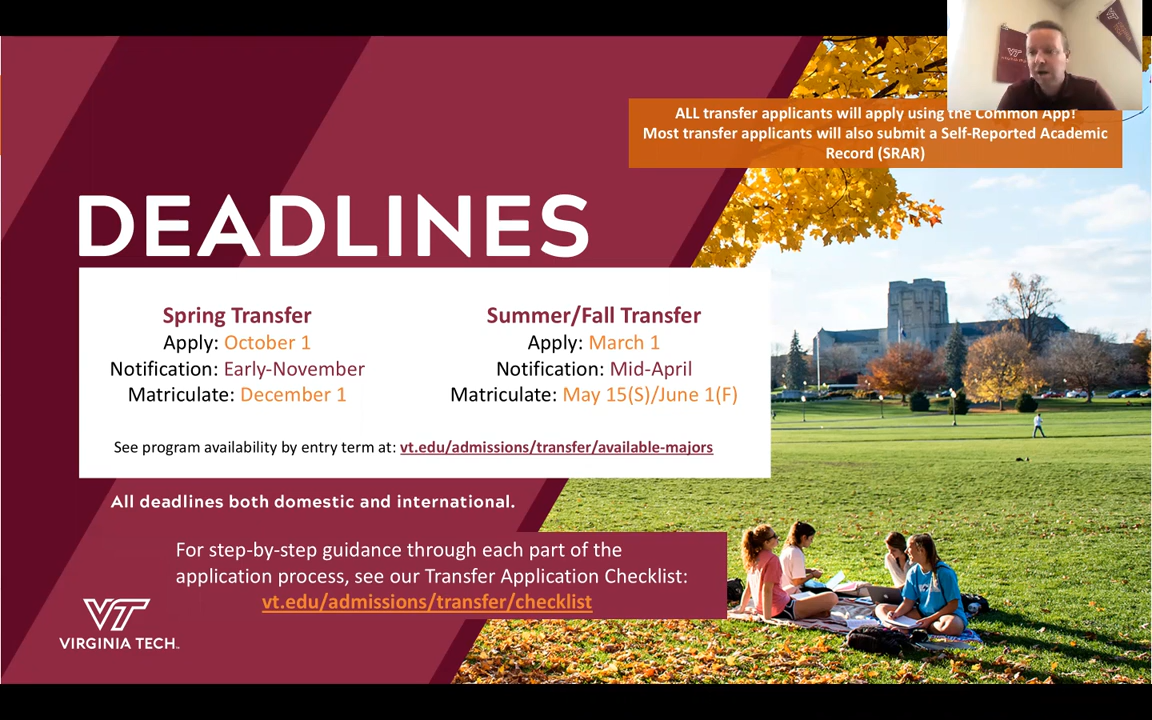 ALL transfer applicants will apply using the Common App!
Most transfer applicants will also submit a Self-Reported Academic
Record (SRAR)
DEADLINES
Spring Transfer
Apply: October 1
Notification: Early-November
Matriculate: December 1
Summer/Fall Transfer
Apply: March 1
Notification: Mid-April
Matriculate: May 15(S)/June 1(F)
See program availability by entry term at: vt.edu/admissions/transfer/available-majors
All deadlines both domestic and international.
For step-by-step guidance through each part of the
application process, see our Transfer Application Checklist:
vt.edu/admissions/transfer/checklist
VT
VIRGINIA TECH.